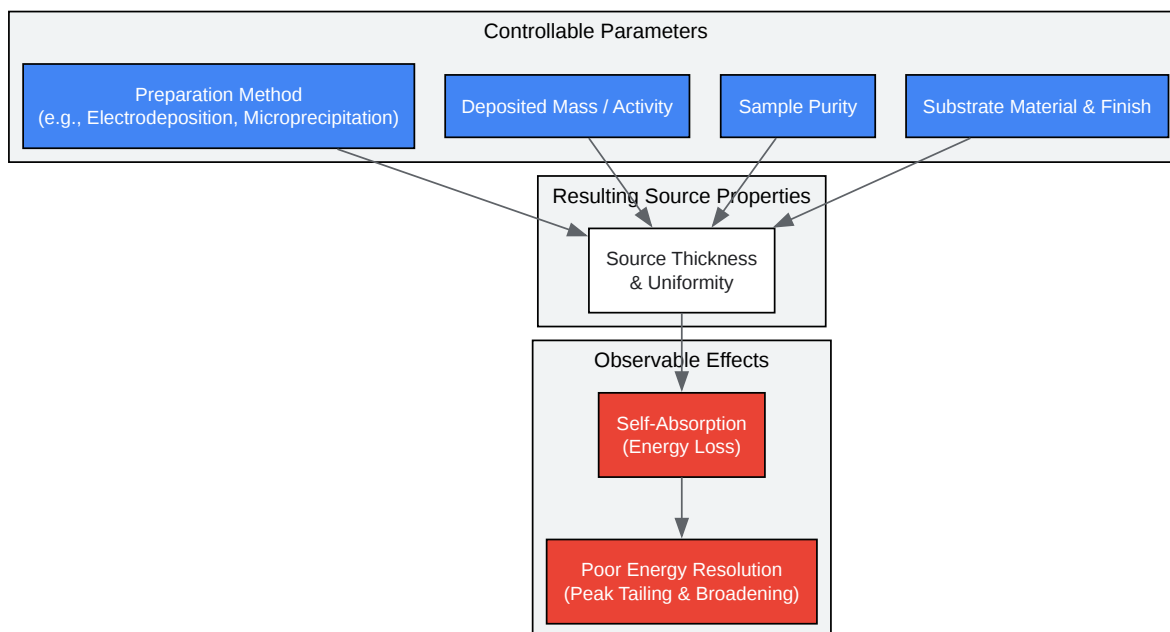 Controllable Parameters
Preparation Method
(e.g., Electrodeposition, Microprecipitation)
Deposited Mass / Activity
Sample Purity
Substrate Material & Finish
Resulting Source Properties
Source Thickness
& Uniformity
Observable Effects
Self-Absorption
(Energy Loss)
Poor Energy Resolution
(Peak Tailing & Broadening)